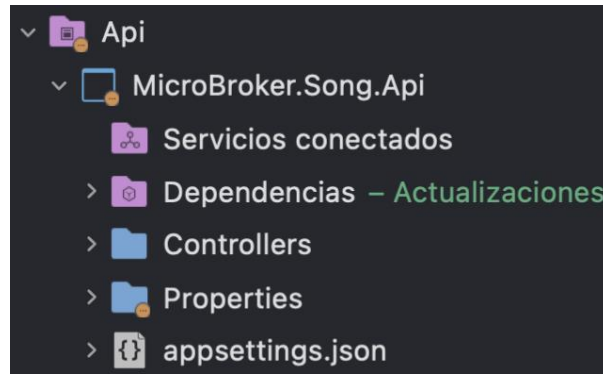 Api
MicroBroker.Song.Api
Servicios conectados
Dependencias – Actualizaciones
Controllers
Properties
{} appsettings.json